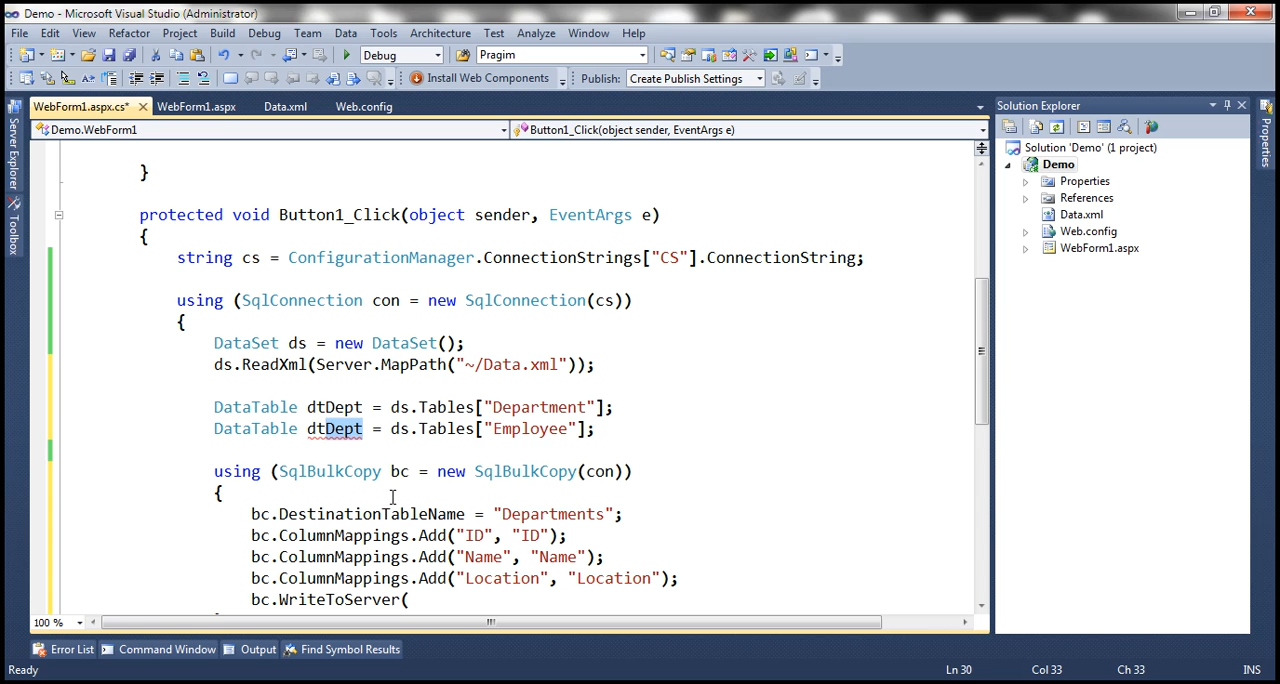 Demo - Microsoft Visual Studio (Administrator)
File Edit View Refactor Project Build Debug Team Data Tools Architecture Test Analyze Window Help
Debug Pragim
Install Web Components Publish: Create Publish Settings
WebForm1.aspx.cs* WebForm1.aspx Data.xml Web.config
Solution Explorer
Demo.WebForm1 Button1_Click(object sender, EventArgs e)
Server Explorer
Toolbox
Properties
Solution 'Demo' (1 project)
Demo
Properties
References
Data.xml
Web.config
WebForm1.aspx
}
protected void Button1_Click(object sender, EventArgs e)
{
string cs = ConfigurationManager.ConnectionStrings["CS"].ConnectionString;
using (SqlConnection con = new SqlConnection(cs))
{
DataSet ds = new DataSet();
ds.ReadXml(Server.MapPath("~/Data.xml"));
DataTable dtDept = ds.Tables["Department"];
DataTable dtDept = ds.Tables["Employee"];
using (SqlBulkCopy bc = new SqlBulkCopy(con))
{
bc.DestinationTableName = "Departments";
bc.ColumnMappings.Add("ID", "ID");
bc.ColumnMappings.Add("Name", "Name");
bc.ColumnMappings.Add("Location", "Location");
bc.WriteToServer(
100 %
Error List Command Window Output Find Symbol Results
Ready Ln 30 Col 33 Ch 33 INS